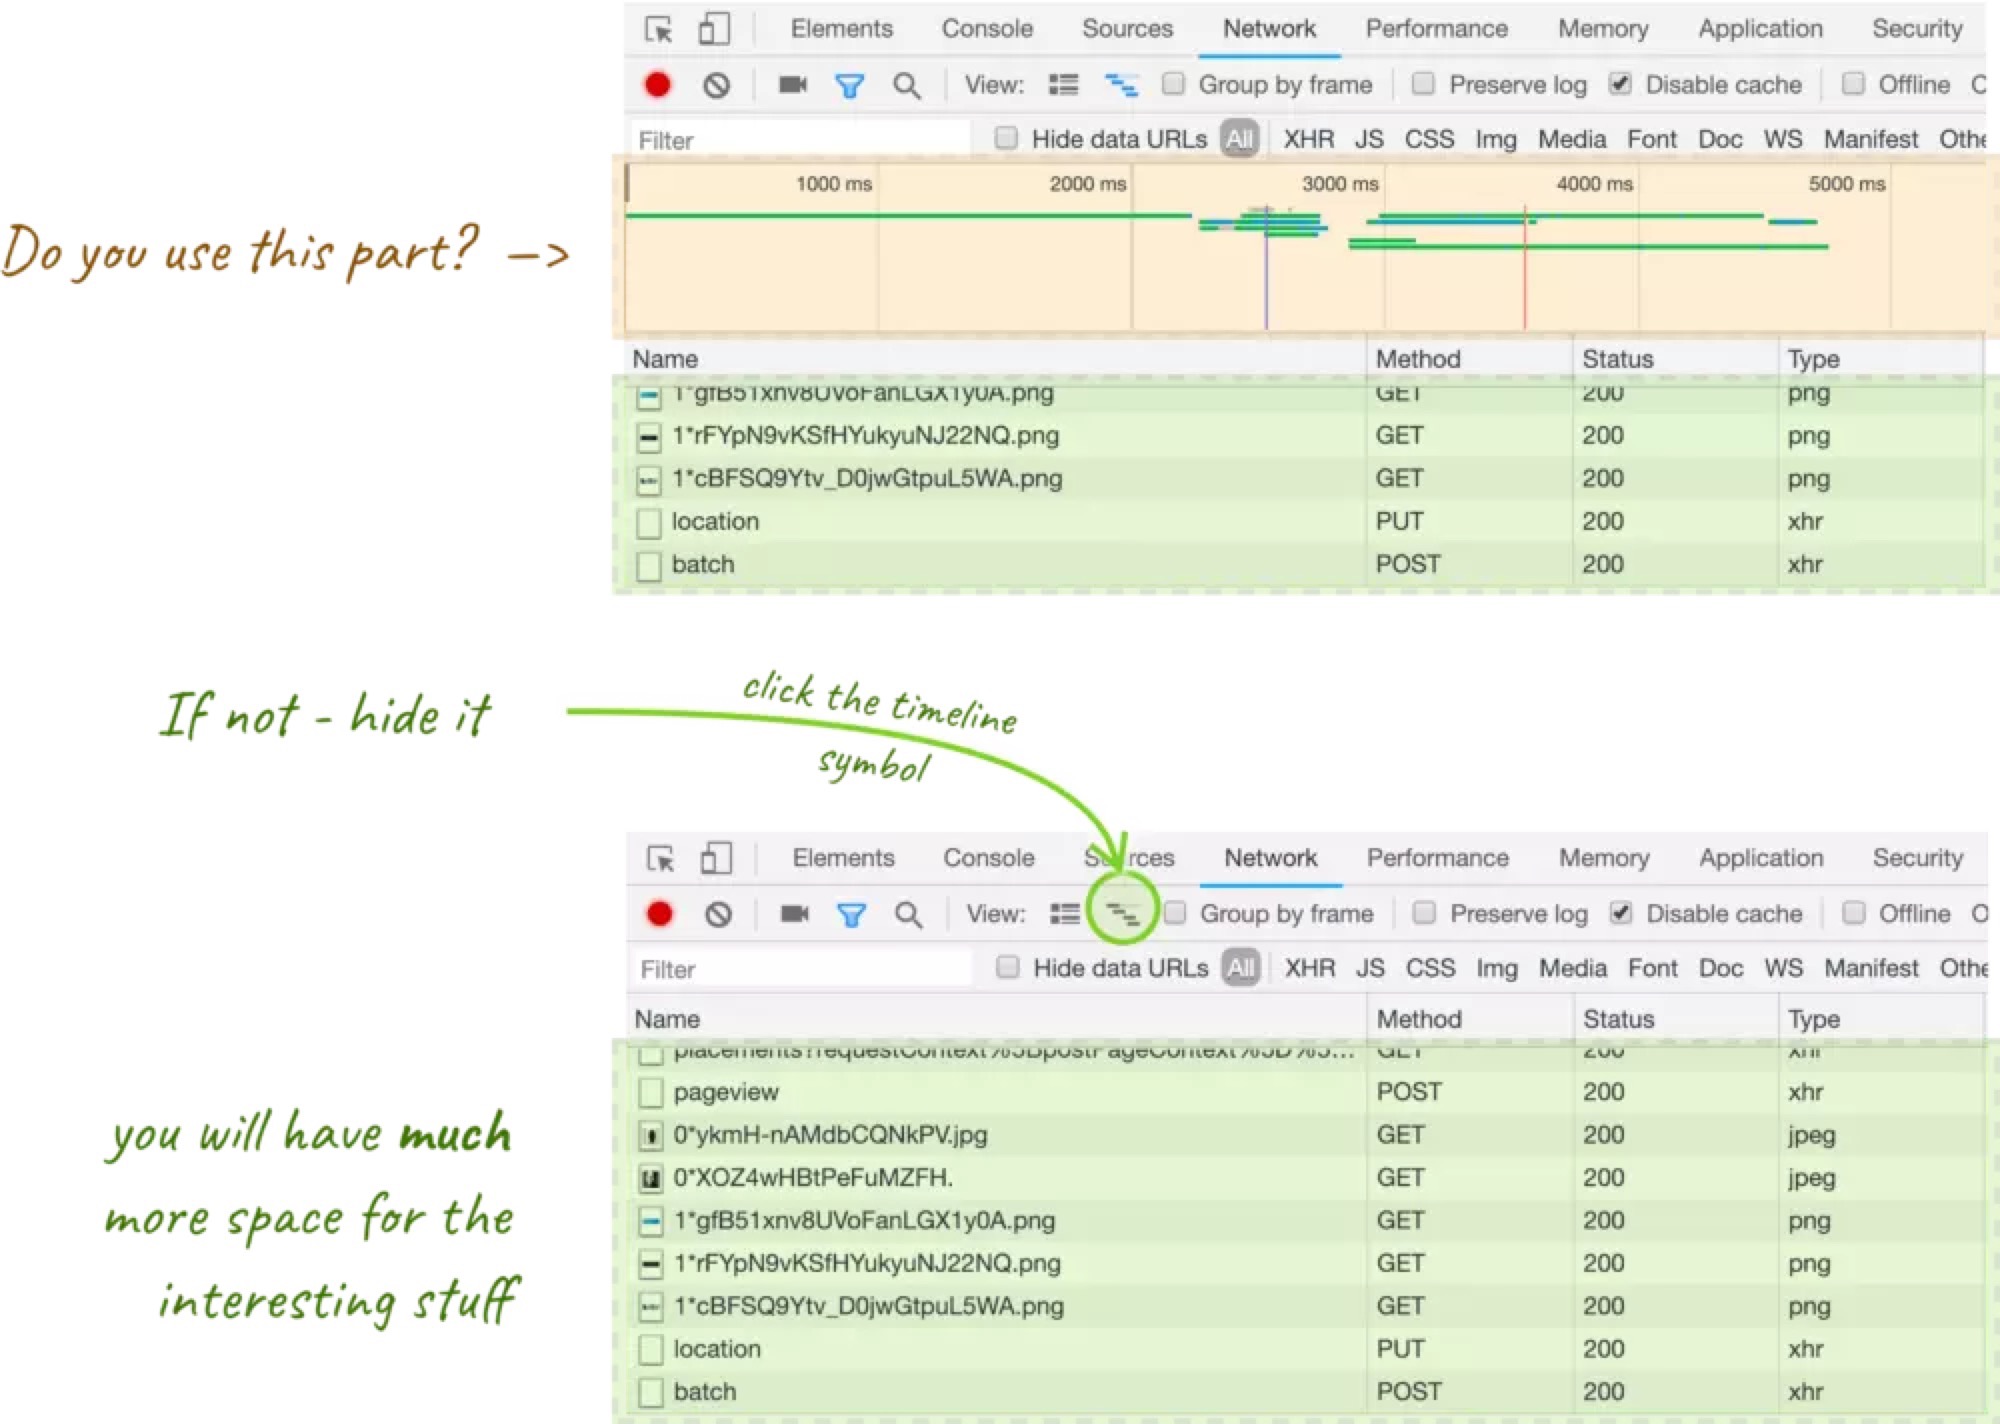 Elements Console Sources Network Performance Memory Application Security
View: Group by frame Preserve log Disable cache Offline
Filter Hide data URLs All XHR JS CSS Img Media Font Doc WS Manifest Othe
1000 ms 2000 ms 3000 ms 4000 ms 5000 ms
Do you use this part? –>
Name Method Status Type
1*gfB51xnv8UVoFanLGX1y0A.png GET 200 png
1*rFYpN9vKSfHYukyuNJ22NQ.png GET 200 png
1*cBFSQ9Ytv_D0jwGtpuL5WA.png GET 200 png
location PUT 200 xhr
batch POST 200 xhr
If not - hide it
click the timeline
symbol
Elements Console Sources Network Performance Memory Application Security
View: Group by frame Preserve log Disable cache Offline
Filter Hide data URLs All XHR JS CSS Img Media Font Doc WS Manifest Othe
Name Method Status Type
placements?requestContext%5BpostPageContext%5D%5... GET 200 xhr
pageview POST 200 xhr
0*ykmH-nAMdbCQNkPV.jpg GET 200 jpeg
0*XOZ4wHBtPeFuMZFH. GET 200 jpeg
1*gfB51xnv8UVoFanLGX1y0A.png GET 200 png
1*rFYpN9vKSfHYukyuNJ22NQ.png GET 200 png
1*cBFSQ9Ytv_D0jwGtpuL5WA.png GET 200 png
location PUT 200 xhr
batch POST 200 xhr
you will have much
more space for the
interesting stuff